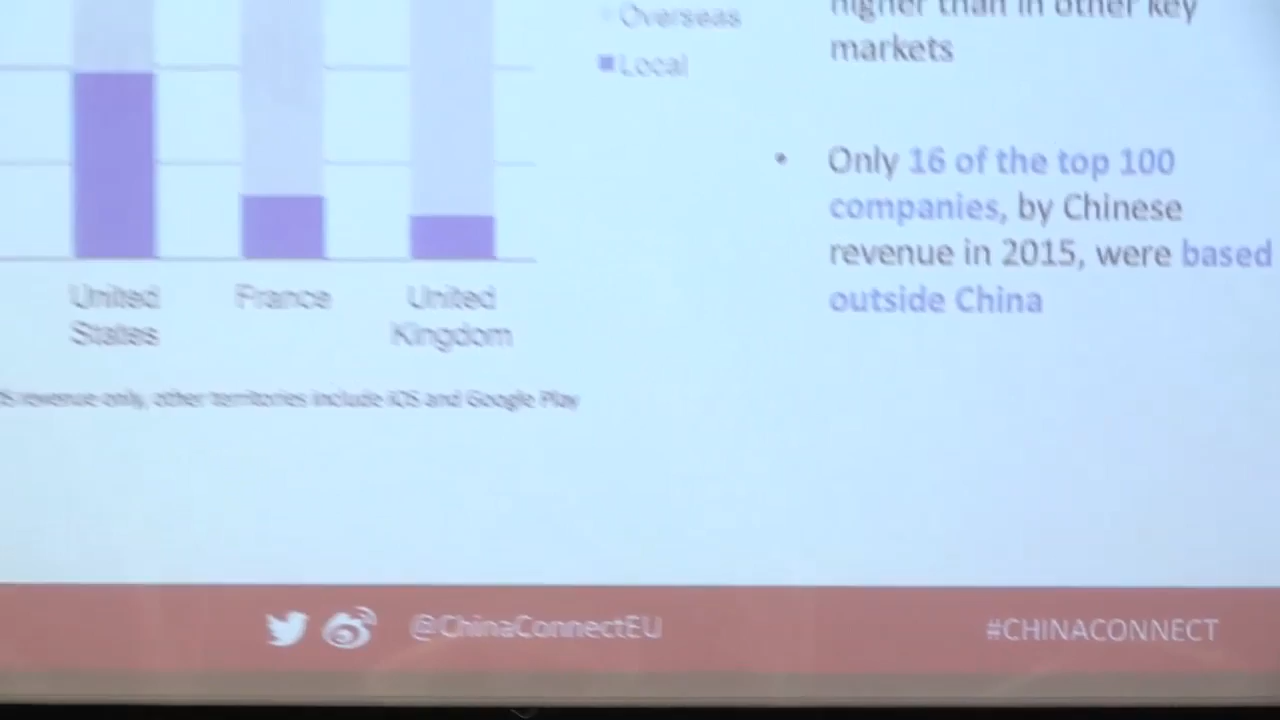 Overseas
Local
higher than in other key
markets
• Only 16 of the top 100
companies, by Chinese
revenue in 2015, were based
outside China
United
States
France
United
Kingdom
revenue only, other territories include iOS and Google Play
@ChinaConnectEU
#CHINACONNECT